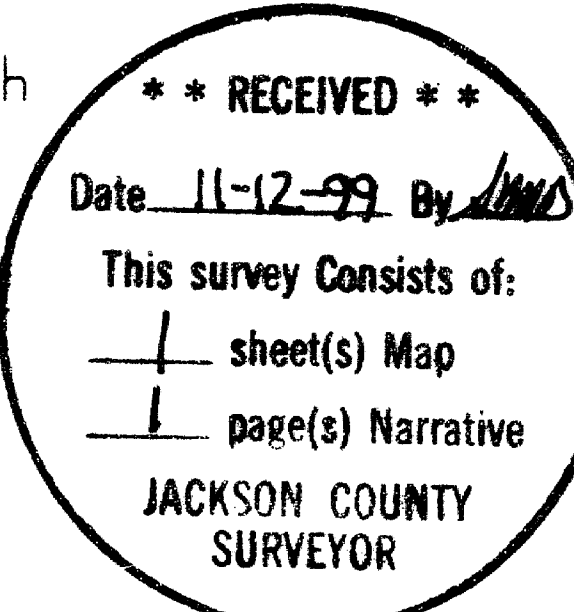 h
* * RECEIVED * *
Date 11-12-99 By
This survey Consists of:
1 sheet(s) Map
1 page(s) Narrative
JACKSON COUNTY
SURVEYOR